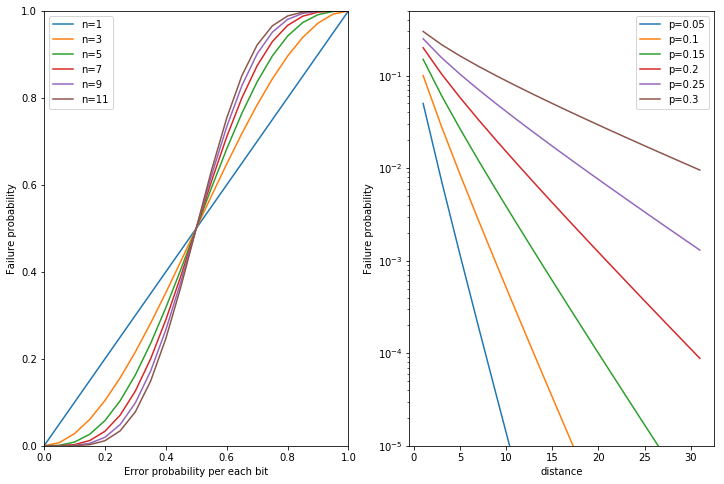 n=1
n=3
n=5
n=7
n=9
n=11
1.0
0.8
0.6
0.4
0.2
0.0
Failure probability
0.0 0.2 0.4 0.6 0.8 1.0
Error probability per each bit
p=0.05
p=0.1
p=0.15
p=0.2
p=0.25
p=0.3
10⁻¹
10⁻²
10⁻³
10⁻⁴
10⁻⁵
Failure probability
0 5 10 15 20 25 30
distance